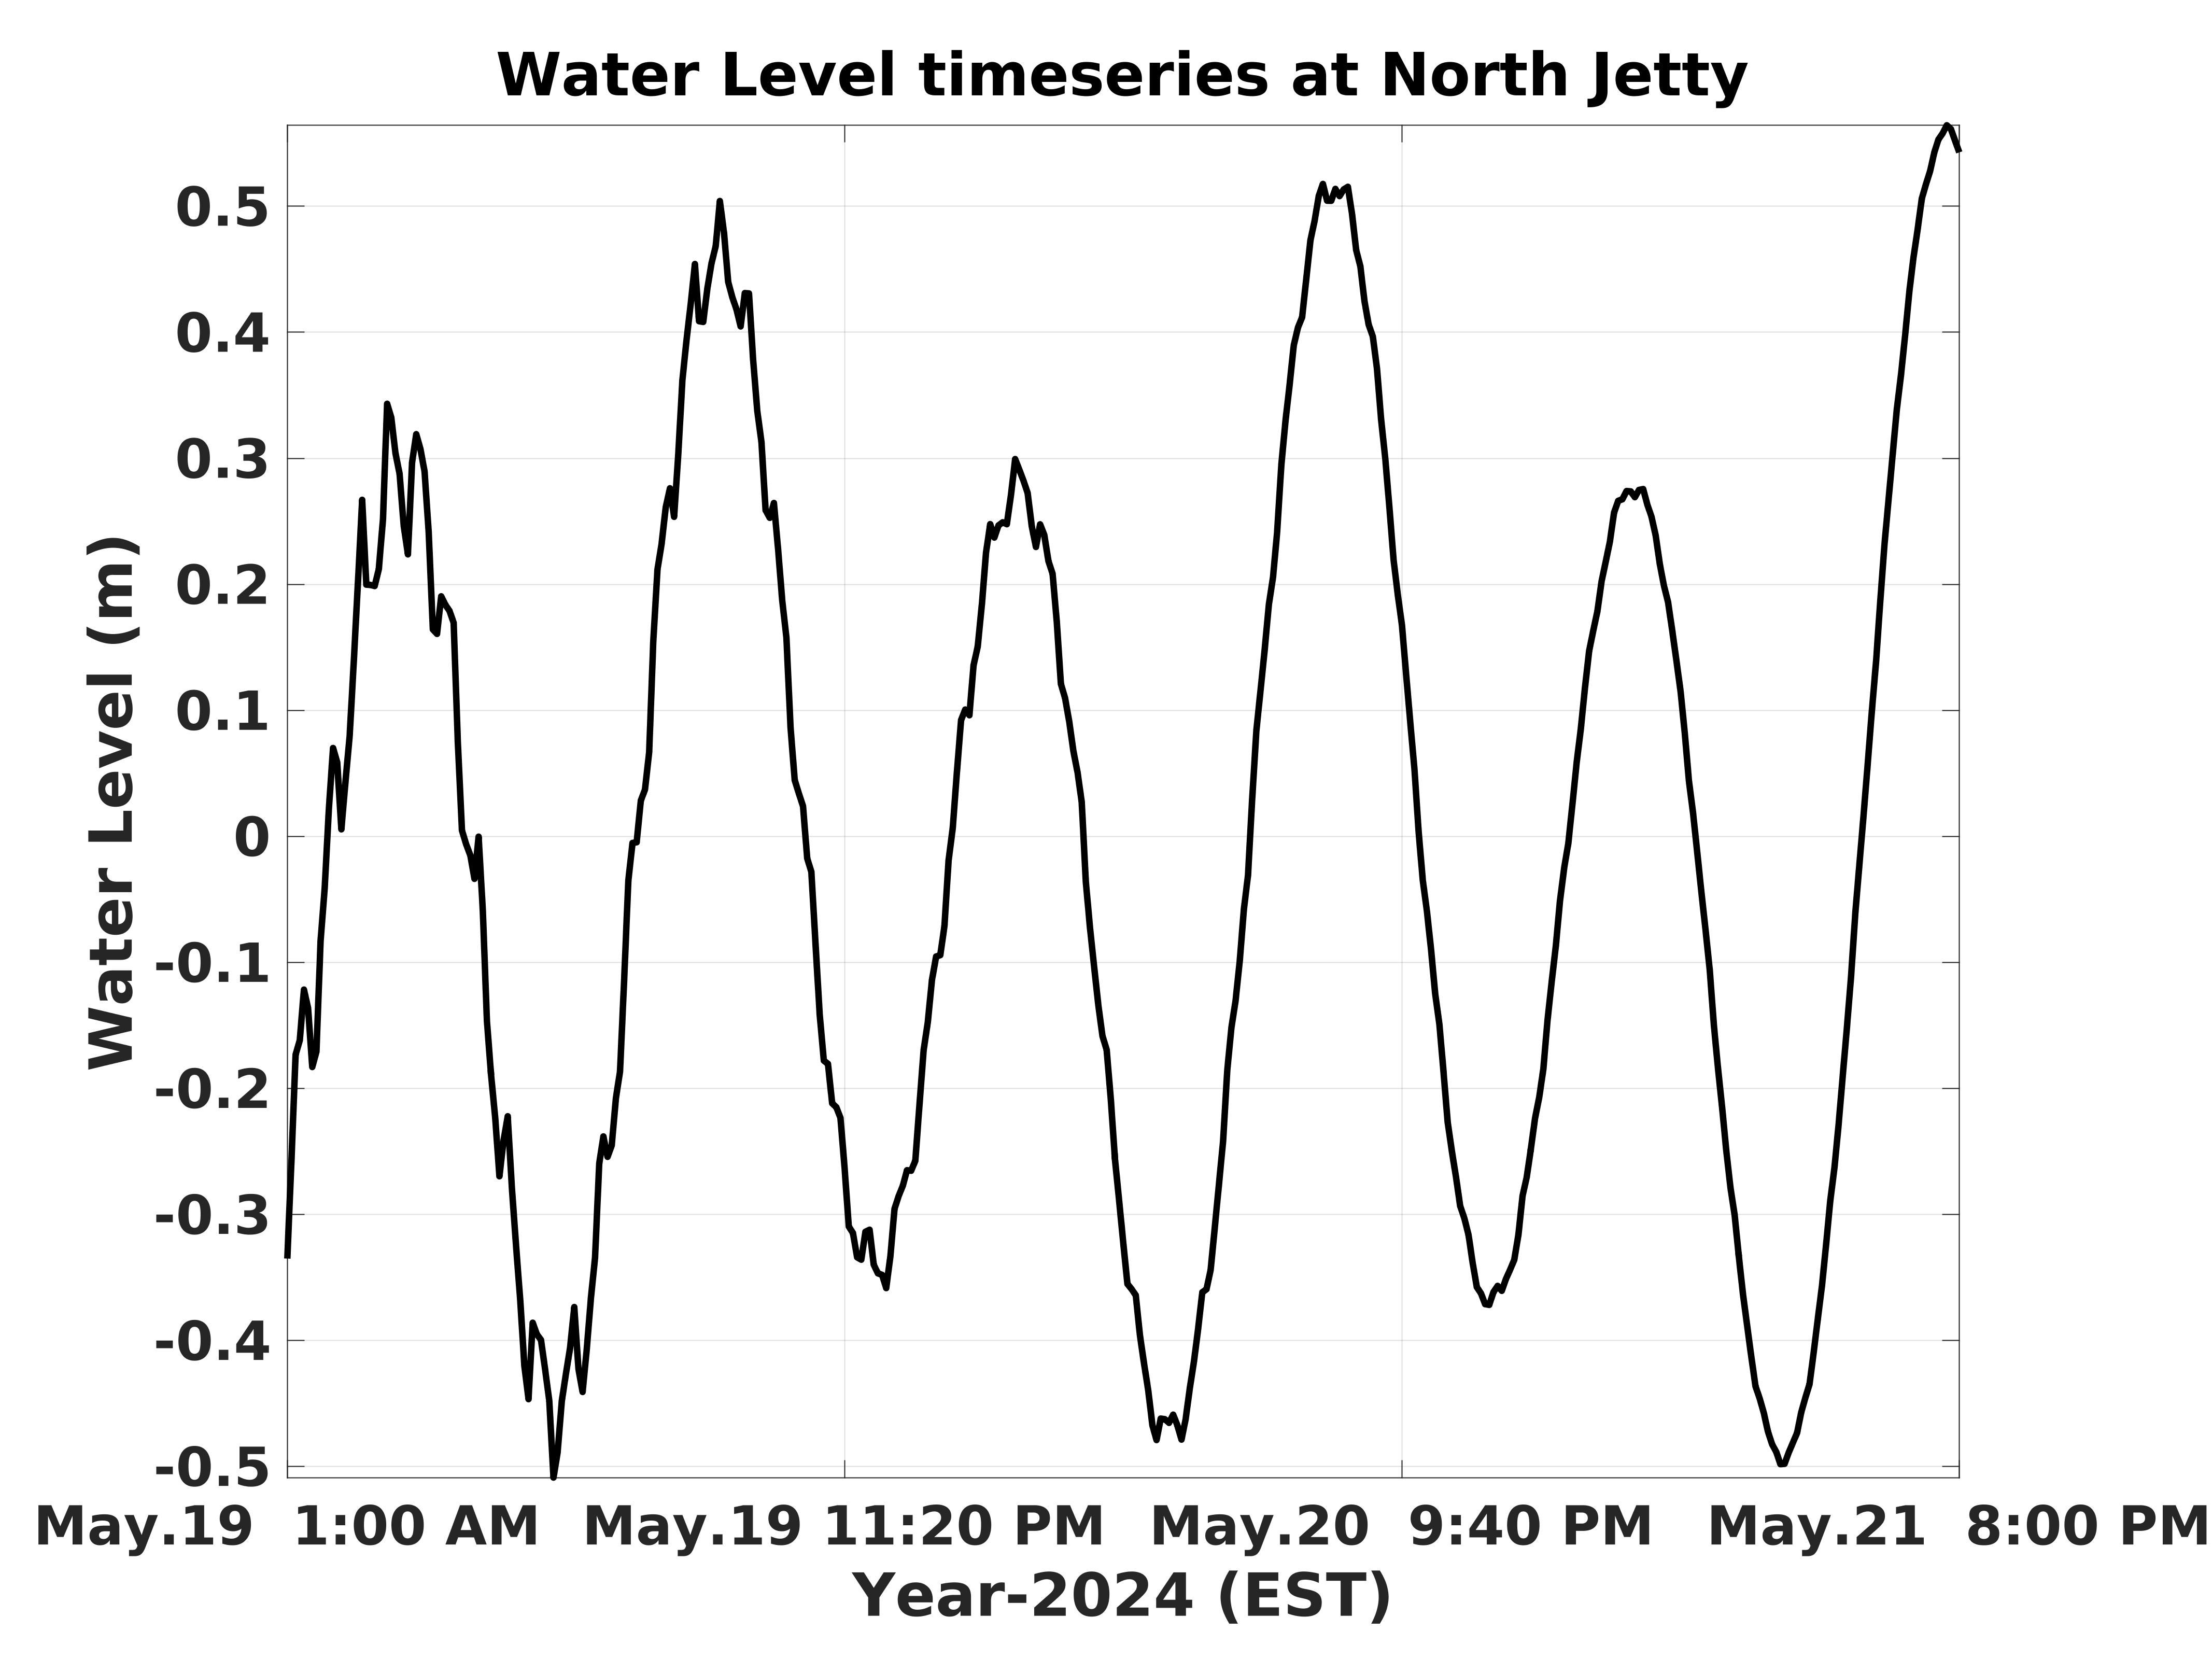 Water Level timeseries at North Jetty
0.5
0.4
0.3
0.2
0.1
0
-0.1
-0.2
-0.3
-0.4
-0.5
Water Level (m)
May.19 1:00 AM May.19 11:20 PM May.20 9:40 PM May.21 8:00 PM
Year-2024 (EST)